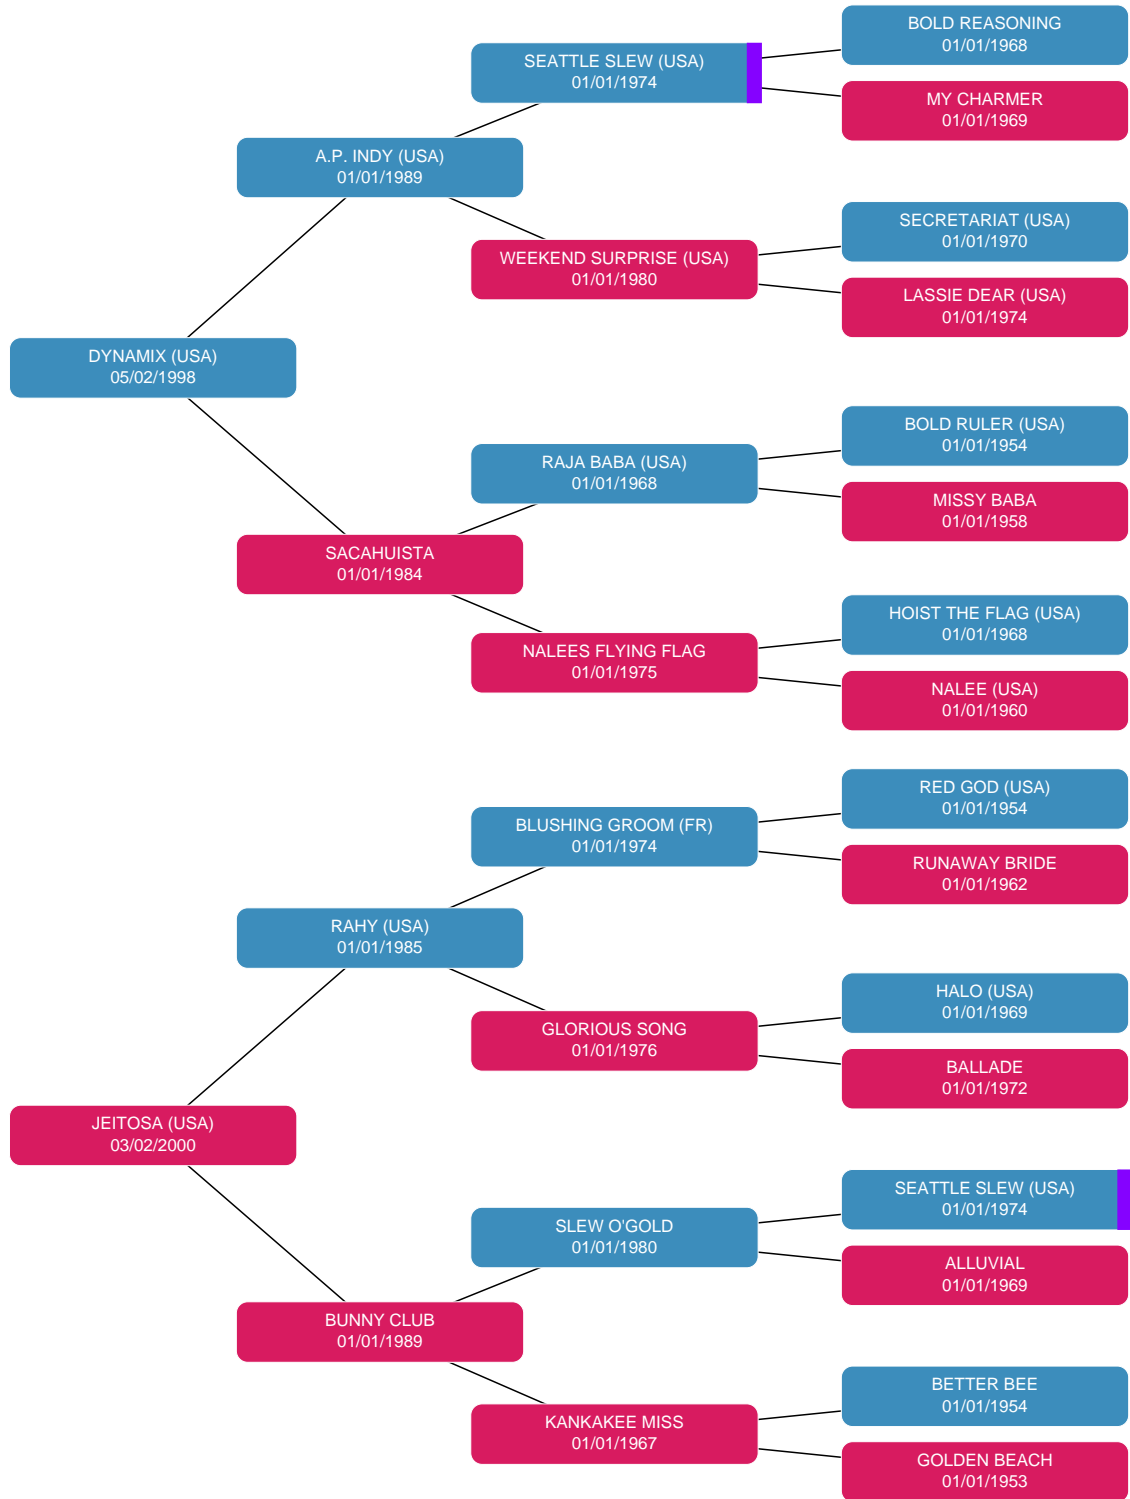 BOLD REASONING
01/01/1968
SEATTLE SLEW (USA)
01/01/1974
MY CHARMER
01/01/1969
A.P. INDY (USA)
01/01/1989
SECRETARIAT (USA)
01/01/1970
WEEKEND SURPRISE (USA)
01/01/1980
LASSIE DEAR (USA)
01/01/1974
DYNAMIX (USA)
05/02/1998
BOLD RULER (USA)
01/01/1954
RAJA BABA (USA)
01/01/1968
MISSY BABA
01/01/1958
SACAHUISTA
01/01/1984
HOIST THE FLAG (USA)
01/01/1968
NALEES FLYING FLAG
01/01/1975
NALEE (USA)
01/01/1960
RED GOD (USA)
01/01/1954
BLUSHING GROOM (FR)
01/01/1974
RUNAWAY BRIDE
01/01/1962
RAHY (USA)
01/01/1985
HALO (USA)
01/01/1969
GLORIOUS SONG
01/01/1976
BALLADE
01/01/1972
JEITOSA (USA)
03/02/2000
SEATTLE SLEW (USA)
01/01/1974
SLEW O'GOLD
01/01/1980
ALLUVIAL
01/01/1969
BUNNY CLUB
01/01/1989
BETTER BEE
01/01/1954
KANKAKEE MISS
01/01/1967
GOLDEN BEACH
01/01/1953